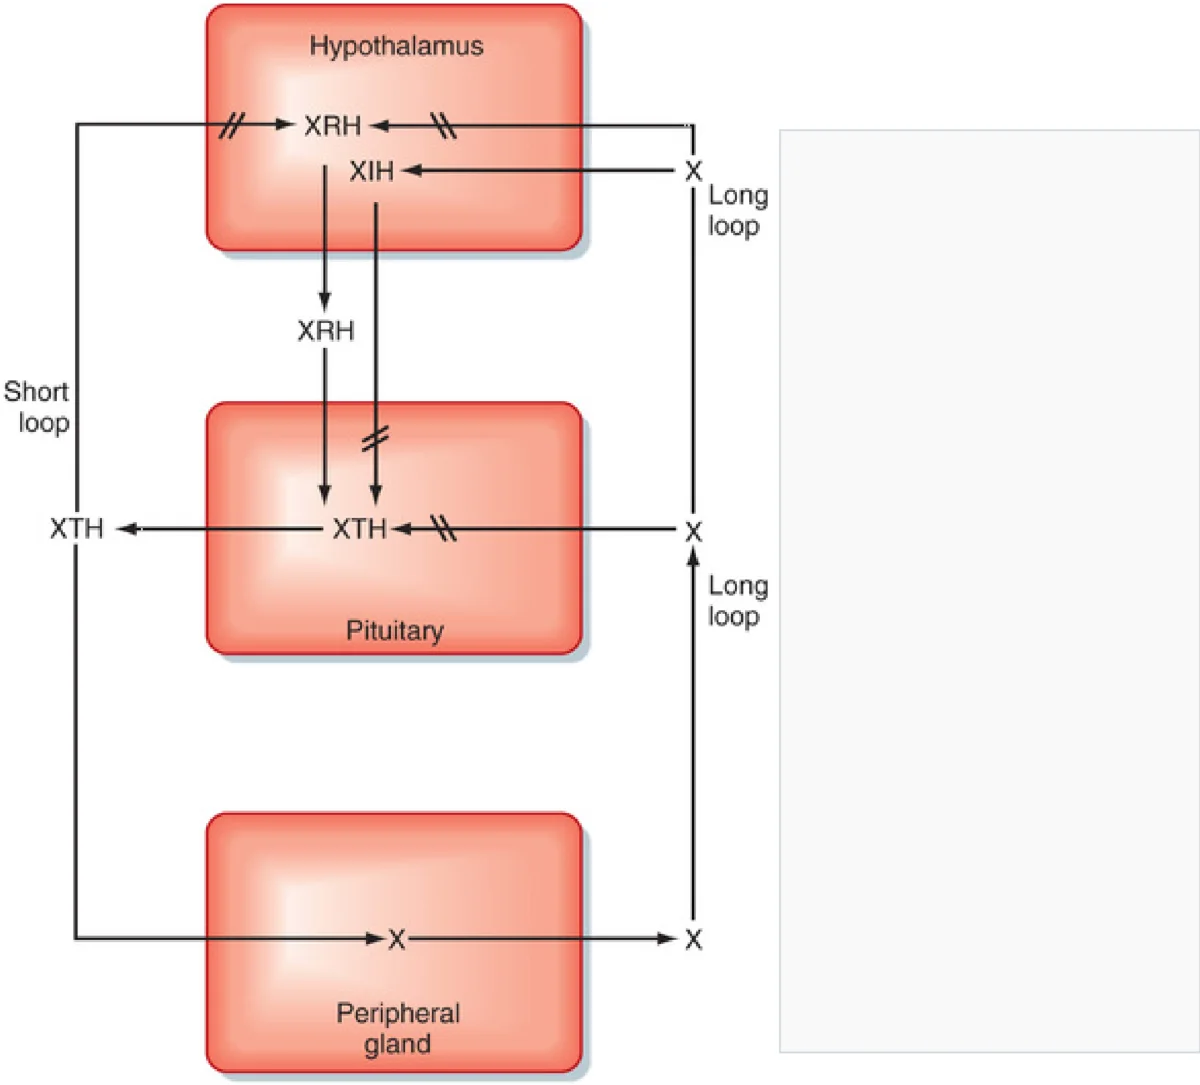 Hypothalamus
XRH
XIH
X
Long
loop
XRH
Short
loop
XTH
XTH
X
Pituitary
Long
loop
X
X
Peripheral
gland